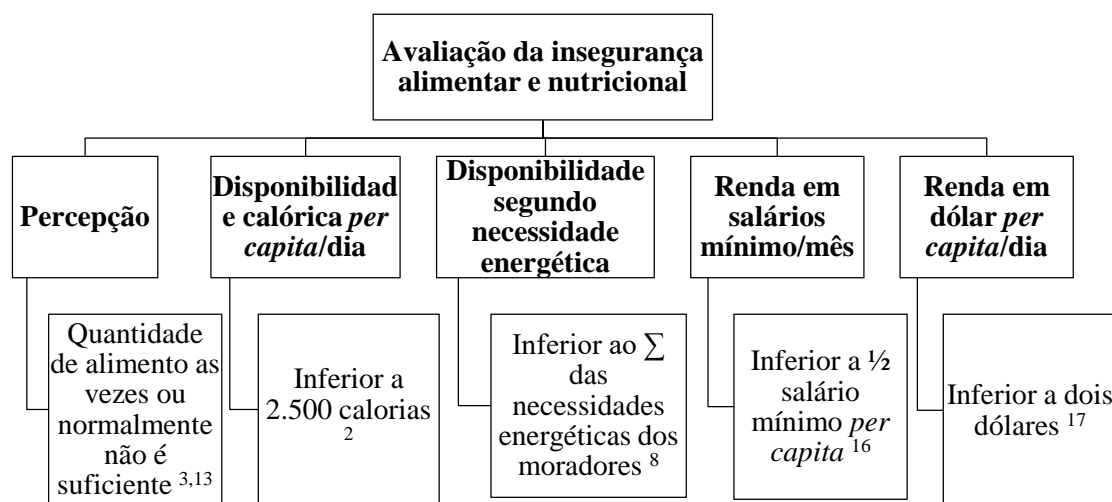 Avaliação da insegurança
alimentar e nutricional
Percepção
Disponibilidad
e calórica per
capita/dia
Disponibilidade
segundo
necessidade
energética
Renda em
salários
mínimo/mês
Renda em
dólar per
capita/dia
Quantidade
de alimento as
vezes ou
normalmente
não é
suficiente 3,13
Inferior a
2.500 calorias
2
Inferior ao ∑
das
necessidades
energéticas dos
moradores 8
Inferior a ½
salário
mínimo per
capita 16
Inferior a dois
dólares 17